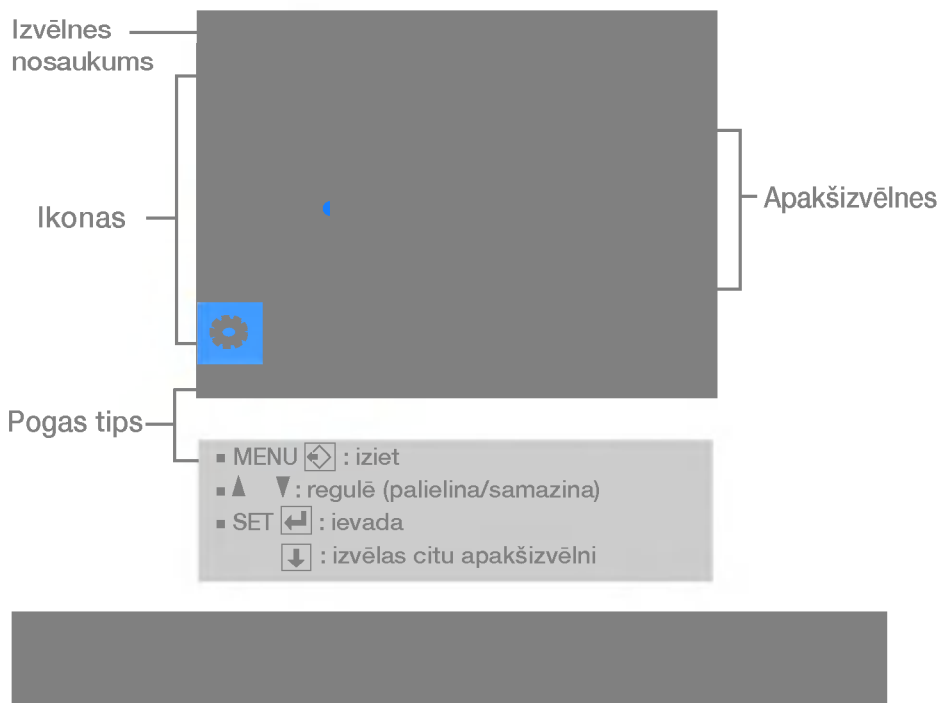 Izvēlnes
nosaukums
Ikonas
Apakšizvēlnes
Pogas tips
▪ MENU : iziet
▪ ▲ ▼ : regulē (palielina/samazina)
▪ SET : ievada
: izvēlas citu apakšizvēlni